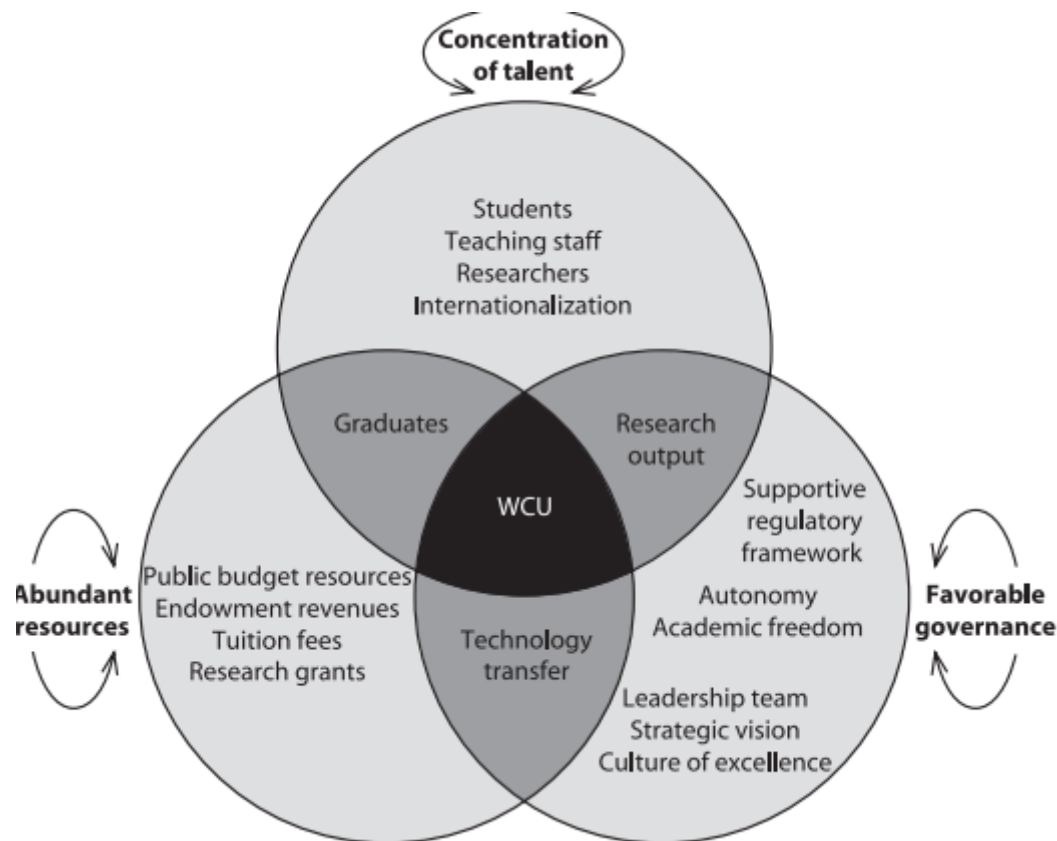 Concentration
of talent
Students
Teaching staff
Researchers
Internationalization
Graduates
Research
output
WCU
Supportive
regulatory
framework
Abundant
resources
Public budget resources
Endowment revenues
Tuition fees
Research grants
Technology
transfer
Autonomy
Academic freedom
Favorable
governance
Leadership team
Strategic vision
Culture of excellence